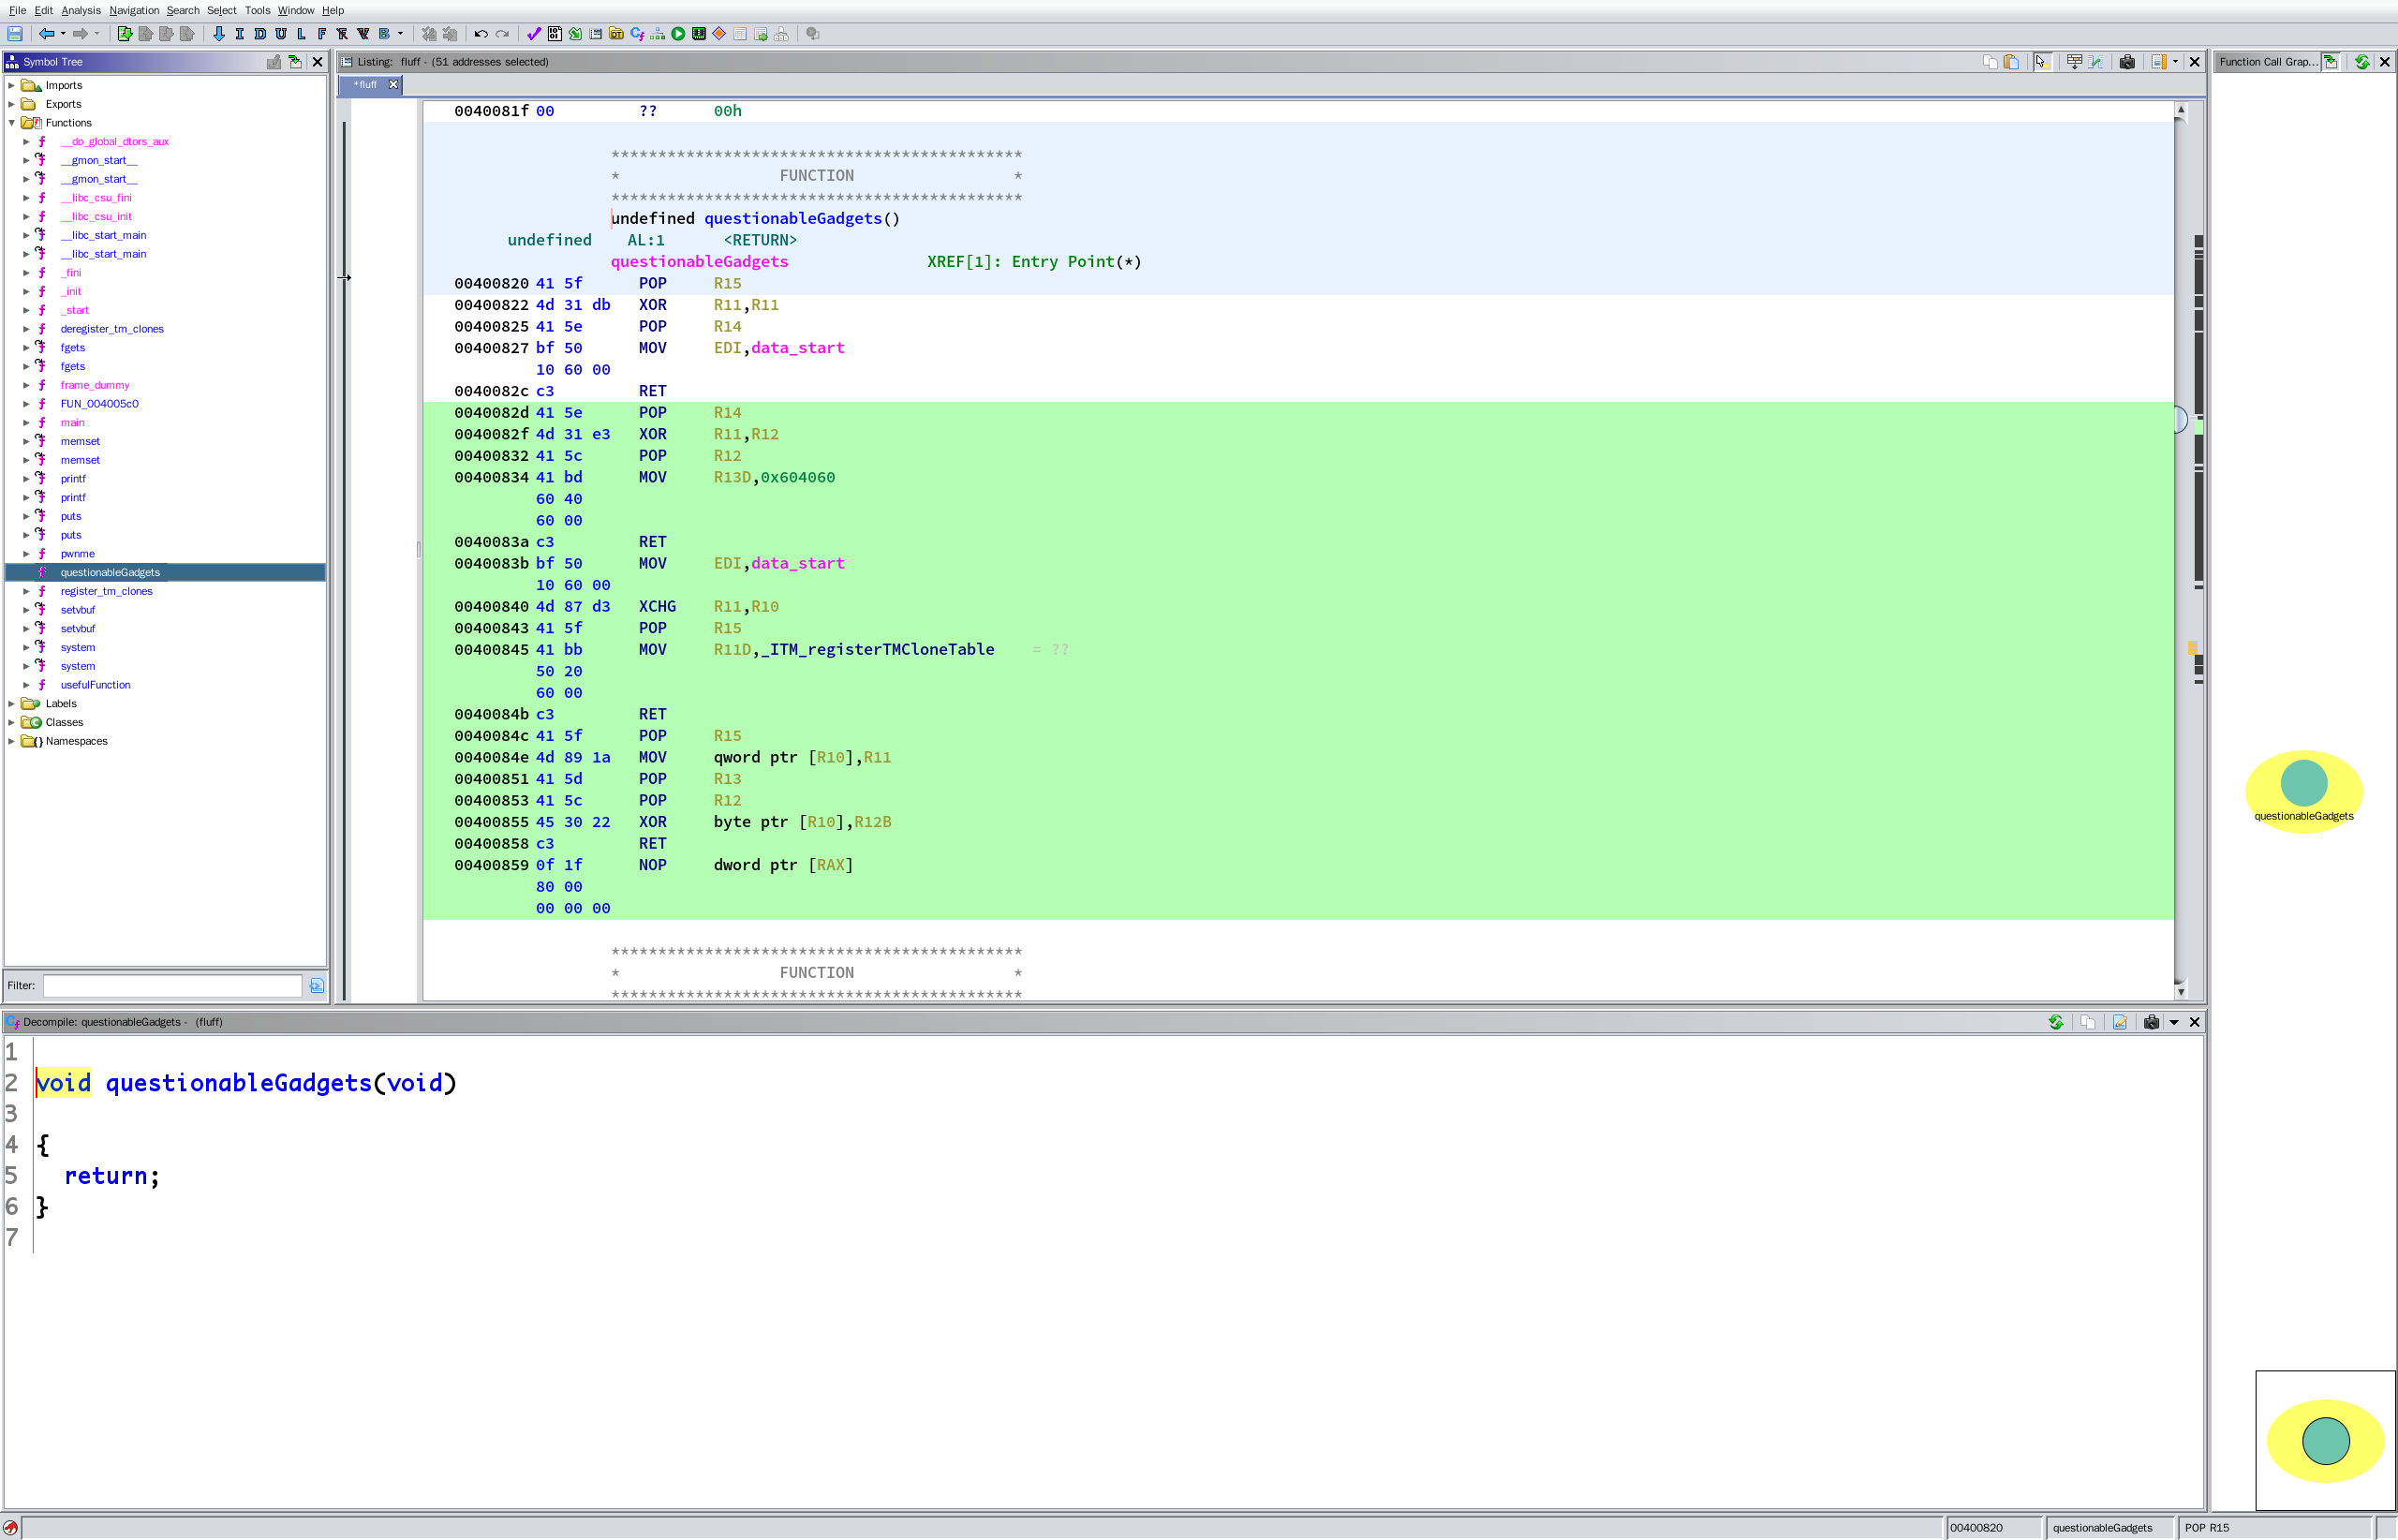 File Edit Analysis Navigation Search Select Tools Window Help
I D U L F V B
Symbol Tree
Imports
Exports
Functions
f __do_global_dtors_aux
f __gmon_start__
f __gmon_start__
f __libc_csu_fini
f __libc_csu_init
f __libc_start_main
f __libc_start_main
f _fini
f _init
f _start
f deregister_tm_clones
f fgets
f fgets
f frame_dummy
f FUN_004005c0
f main
f memset
f memset
f printf
f printf
f puts
f puts
f pwnme
f questionableGadgets
f register_tm_clones
f setvbuf
f setvbuf
f system
f system
f usefulFunction
Labels
Classes
Namespaces
Filter:
Listing: fluff - (51 addresses selected)
*fluff
0040081f 00 ?? 00h
********************************************
* FUNCTION *
********************************************
undefined questionableGadgets()
undefined AL:1 <RETURN>
questionableGadgets XREF[1]: Entry Point(*)
00400820 41 5f POP R15
00400822 4d 31 db XOR R11,R11
00400825 41 5e POP R14
00400827 bf 50 MOV EDI,data_start
10 60 00
0040082c c3 RET
0040082d 41 5e POP R14
0040082f 4d 31 e3 XOR R11,R12
00400832 41 5c POP R12
00400834 41 bd MOV R13D,0x604060
60 40
60 00
0040083a c3 RET
0040083b bf 50 MOV EDI,data_start
10 60 00
00400840 4d 87 d3 XCHG R11,R10
00400843 41 5f POP R15
00400845 41 bb MOV R11D,_ITM_registerTMCloneTable = ??
50 20
60 00
0040084b c3 RET
0040084c 41 5f POP R15
0040084e 4d 89 1a MOV qword ptr [R10],R11
00400851 41 5d POP R13
00400853 41 5c POP R12
00400855 45 30 22 XOR byte ptr [R10],R12B
00400858 c3 RET
00400859 0f 1f NOP dword ptr [RAX]
80 00
00 00 00
********************************************
* FUNCTION *
********************************************
Function Call Grap...
questionableGadgets
Decompile: questionableGadgets - (fluff)
1
2 void questionableGadgets(void)
3
4 {
5 return;
6 }
7
00400820 questionableGadgets POP R15